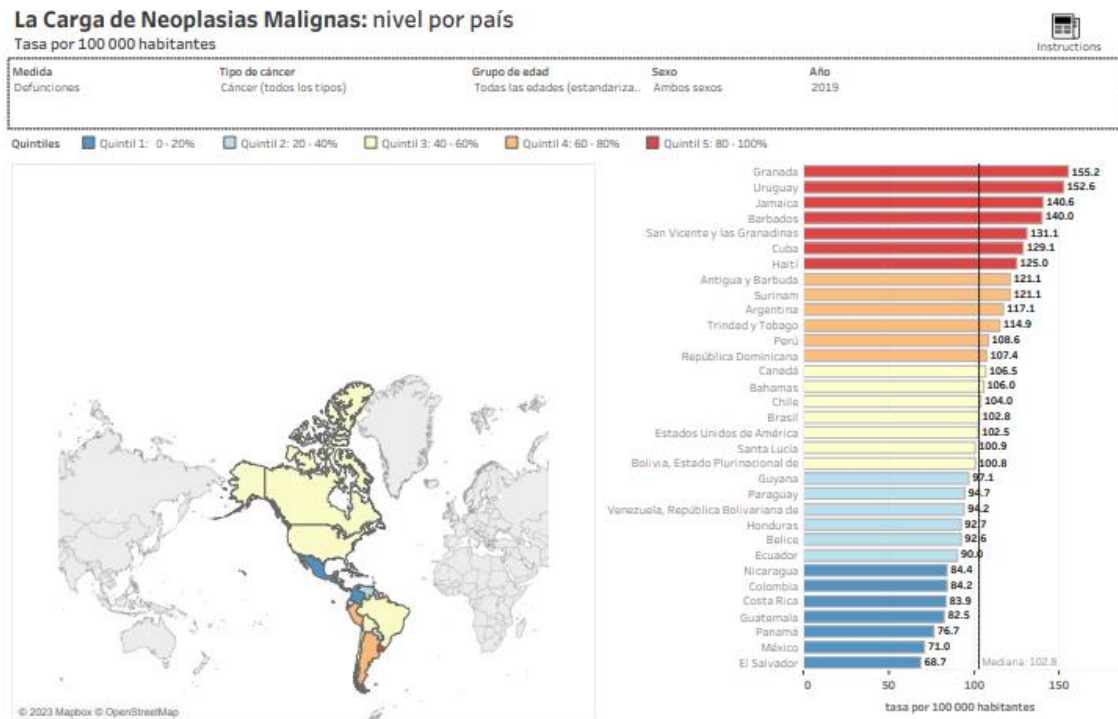 La Carga de Neoplasias Malignas: nivel por país
Tasa por 100 000 habitantes
Instructions
Medida Tipo de cáncer Grupo de edad Sexo Año
Defunciones Cáncer (todos los tipos) Todas las edades (estandariza.. Ambos sexos 2019
Quintiles Quintil 1: 0 - 20% Quintil 2: 20 - 40% Quintil 3: 40 - 60% Quintil 4: 60 - 80% Quintil 5: 80 - 100%
Granada 155.2
Uruguay 152.6
Jamaica 140.6
Barbados 140.0
San Vicente y las Granadinas 131.1
Cuba 129.1
Haití 125.0
Antigua y Barbuda 121.1
Surinam 121.1
Argentina 117.1
Trindad y Tobago 114.9
Perú 108.6
República Dominicana 107.4
Canadá 106.5
Bahamas 106.0
Chile 104.0
Brasil 102.8
Estados Unidos de América 102.5
Santa Lucía 100.9
Bolivia, Estado Plurinacional de 100.8
Guyana 97.1
Paraguay 94.7
Venezuela, República Bolivariana de 94.2
Honduras 92.7
Belice 92.6
Ecuador 90.0
Nicaragua 84.4
Colombia 84.2
Costa Rica 83.9
Guatemala 82.5
Panamá 76.7
México 71.0
El Salvador 68.7
Mediana: 102.8
0 50 100 150
tasa por 100 000 habitantes
© 2023 Mapbox © OpenStreetMap